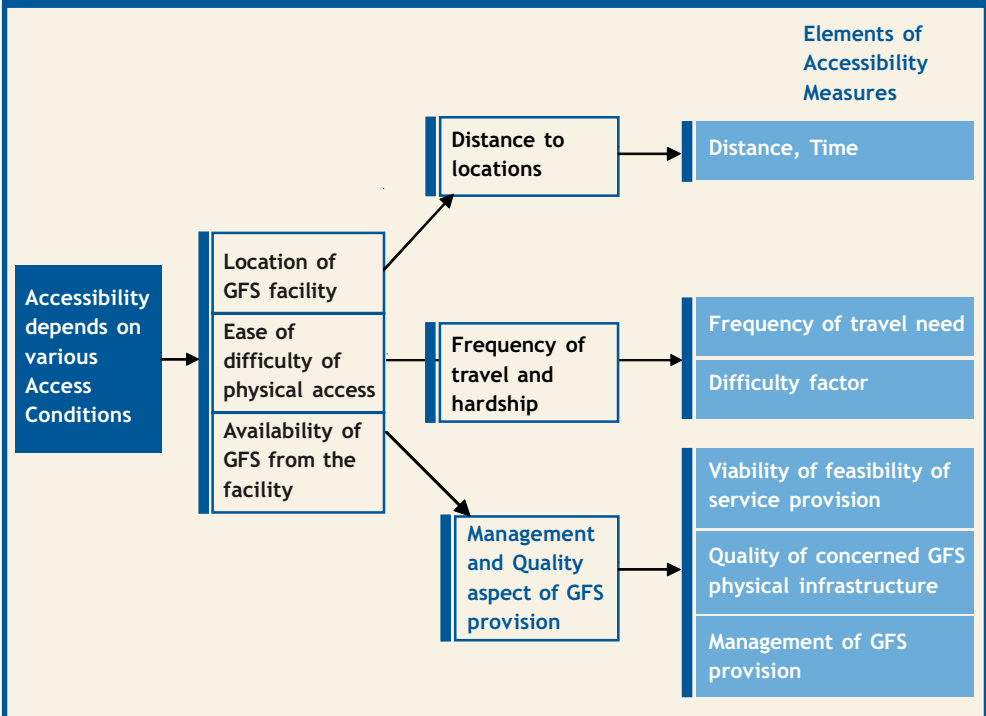 Elements of
Accessibility
Measures
Accessibility
depends on
various
Access
Conditions
Location of
GFS facility
Ease of
difficulty of
physical access
Availability of
GFS from the
facility
Distance to
locations
Distance, Time
Frequency of
travel and
hardship
Frequency of travel need
Difficulty factor
Management
and Quality
aspect of GFS
provision
Viability of feasibility of
service provision
Quality of concerned GFS
physical infrastructure
Management of GFS
provision